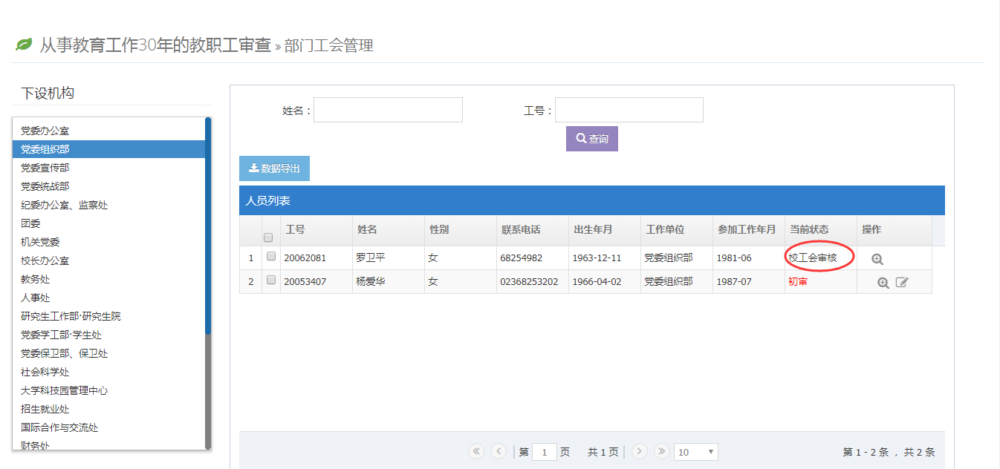 从事教育工作30年的教职工审查 » 部门工会管理
下设机构
党委办公室
党委组织部
党委宣传部
党委统战部
纪委办公室、监察处
团委
机关党委
校长办公室
教务处
人事处
研究生工作部·研究生院
党委学工部·学生处
党委保卫部、保卫处
社会科学处
大学科技园管理中心
招生就业处
国际合作与交流处
财务处
姓名： 工号：
查询
数据导出
人员列表
工号 姓名 性别 联系电话 出生年月 工作单位 参加工作年月 当前状态 操作
1 20062081 罗卫平 女 68254982 1963-12-11 党委组织部 1981-06 校工会审核
2 20053407 杨爱华 女 02368253202 1966-04-02 党委组织部 1987-07 初审
第 1 页 共 1 页 10 第 1 - 2 条 ，共 2 条